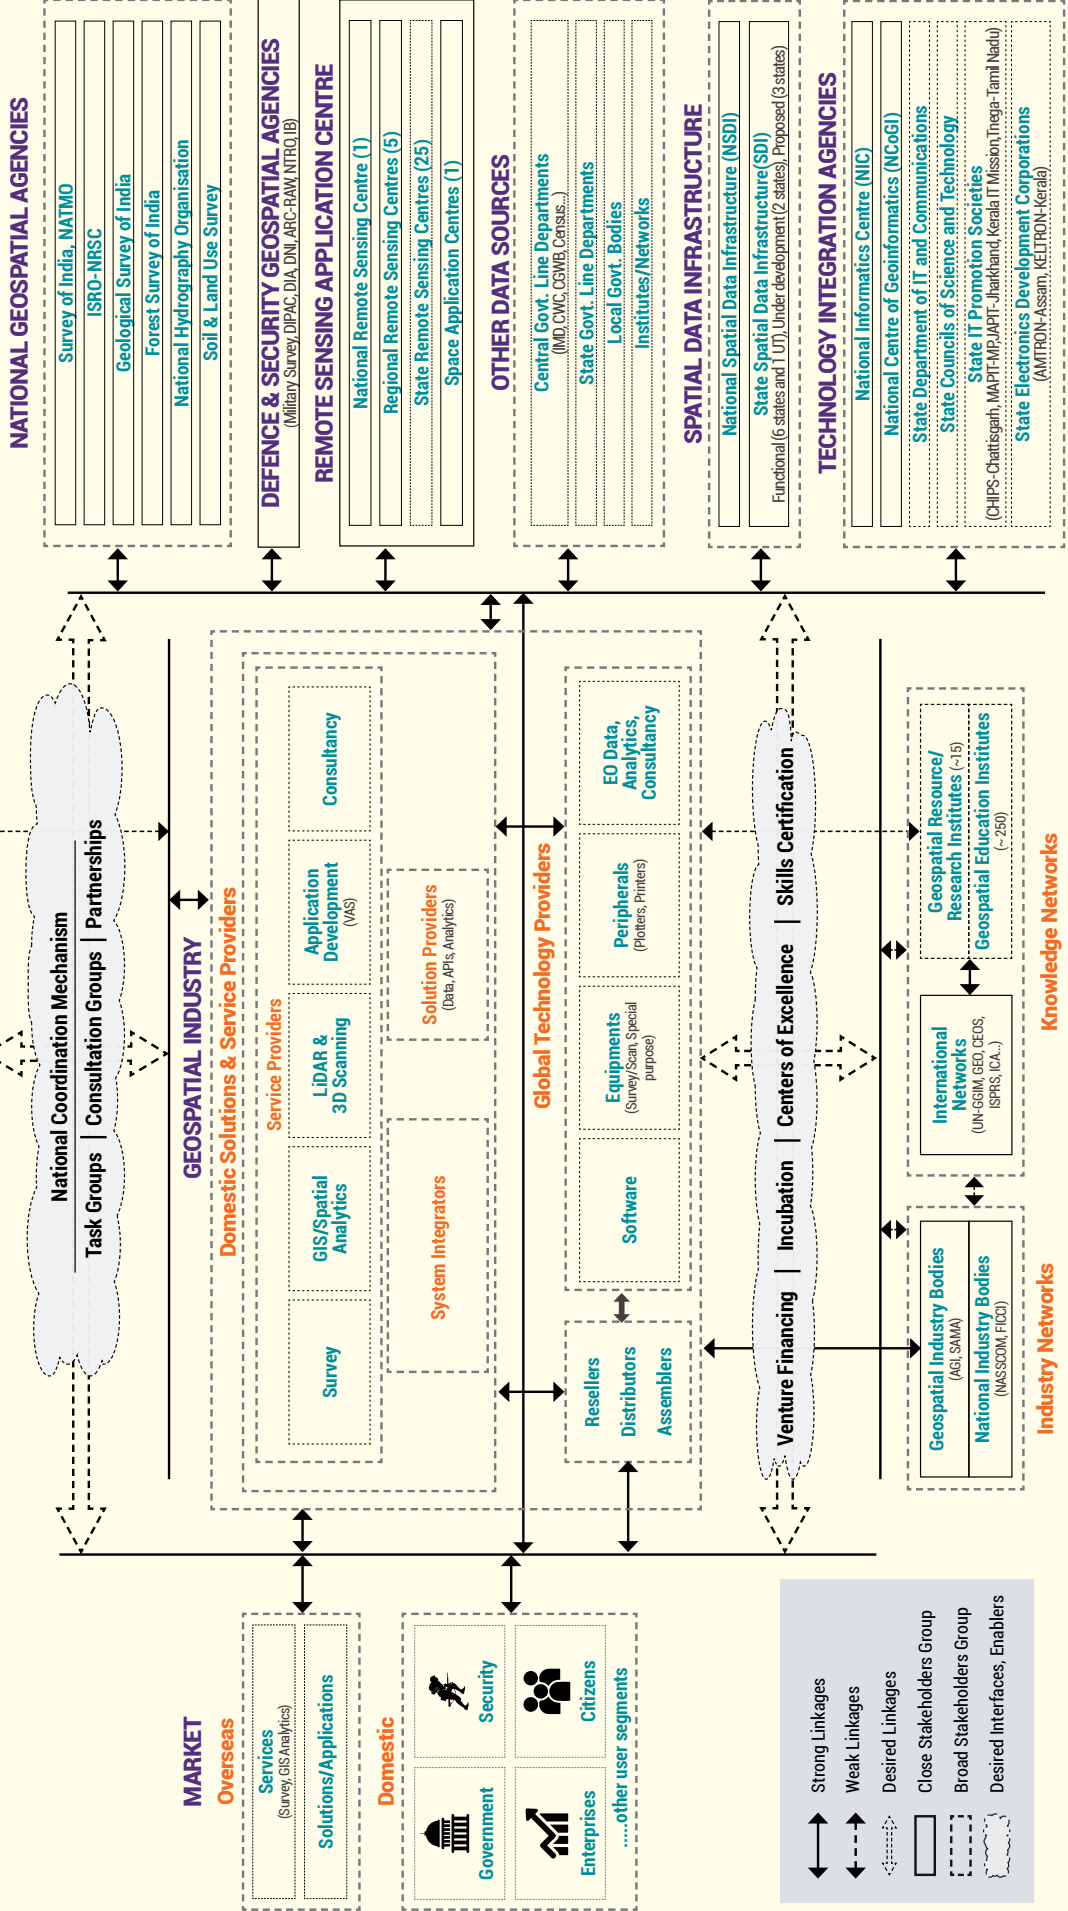 NATIONAL GEOSPATIAL AGENCIES
Survey of India, NATMO
ISRO-NRSC
Geological Survey of India
Forest Survey of India
National Hydrography Organisation
Soil & Land Use Survey
DEFENCE & SECURITY GEOSPATIAL AGENCIES
(Military Survey, DIPAC, DIA, DNI, ARC-RAW, NTRO, IB)
REMOTE SENSING APPLICATION CENTRE
National Remote Sensing Centre (1)
Regional Remote Sensing Centres (5)
State Remote Sensing Centres (25)
Space Application Centres (1)
OTHER DATA SOURCES
Central Govt. Line Departments
(IMD, CWC, CGWB, Census..)
State Govt. Line Departments
Local Govt. Bodies
Institutes/Networks
SPATIAL DATA INFRASTRUCTURE
National Spatial Data Infrastructure (NSDI)
State Spatial Data Infrastructure(SDI)
Functional (6 states and 1 UT), Under development (2 states), Proposed (3 states)
TECHNOLOGY INTEGRATION AGENCIES
National Informatics Centre (NIC)
National Centre of Geoinformatics (NCoGI)
State Department of IT and Communications
State Councils of Science and Technology
State IT Promotion Societies
(CHIPS-Chattisgarh, MAPIT-MP,JAPIT-Jharkhand, Kerala IT Mission,Tnega-Tamil Nadu)
State Electronics Development Corporations
(AMTRON-Assam, KELTRON-Kerala)
National Coordination Mechanism
Task Groups | Consultation Groups | Partnerships
GEOSPATIAL INDUSTRY
Domestic Solutions & Service Providers
Service Providers
Survey
GIS/Spatial
Analytics
LiDAR &
3D Scanning
Application
Development
(VAS)
Consultancy
System Integrators
Solution Providers
(Data, APIs, Analytics)
Global Technology Providers
Resellers
Distributors
Assemblers
Software
Equipments
(Survey/Scan, Special
purpose)
Peripherals
(Plotters, Printers)
EO Data,
Analytics,
Consultancy
Venture Financing | Incubation | Centers of Excellence | Skills Certification
Geospatial Industry Bodies
(AGI, SAMA)
National Industry Bodies
(NASSCOM, FICCI)
Industry Networks
International
Networks
(UN-GGIM, GEO, CEOS,
ISPRS, ICA...)
Geospatial Resource/
Research Institutes (~15)
Geospatial Education Institutes
(~ 250)
Knowledge Networks
MARKET
Overseas
Services
(Survey, GIS Analytics)
Solutions/Applications
Domestic
Government
Security
Enterprises
Citizens
.....other user segments
Strong Linkages
Weak Linkages
Desired Linkages
Close Stakeholders Group
Broad Stakeholders Group
Desired Interfaces, Enablers